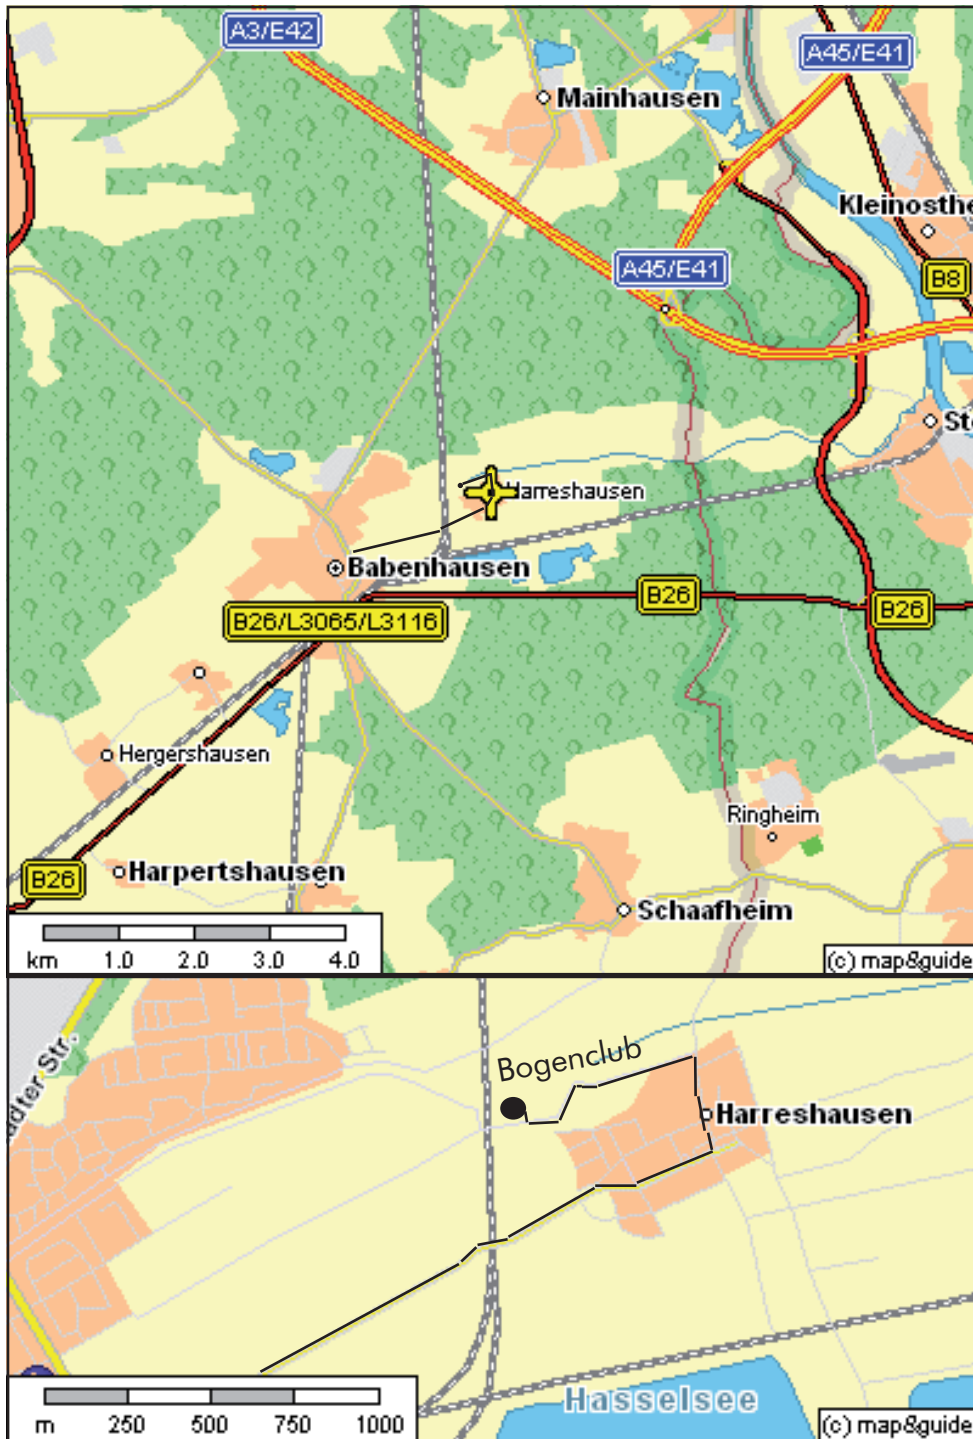 A3/E42
A45/E41
Mainhausen
Kleinosthe
A45/E41
B8
Sto
Harreshausen
Babenhausen
B26
B26
B26/L3065/L3116
Hergershausen
Ringheim
B26
Harpertshausen
Schaafheim
km 1.0 2.0 3.0 4.0
(c) map&guide
adter Str.
Bogenclub
Harreshausen
Hasselsee
m 250 500 750 1000
(c) map&guide